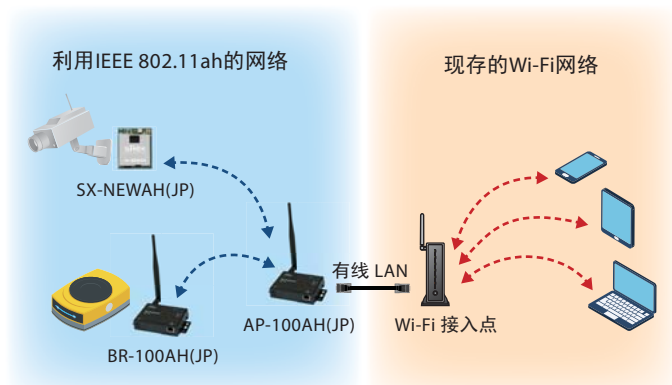 利用IEEE 802.11ah的网络
现存的Wi-Fi网络
SX-NEWAH(JP)
有线 LAN
AP-100AH(JP)
Wi-Fi 接入点
BR-100AH(JP)